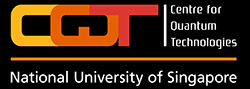 CQT
Centre for
Quantum
Technologies
National University of Singapore